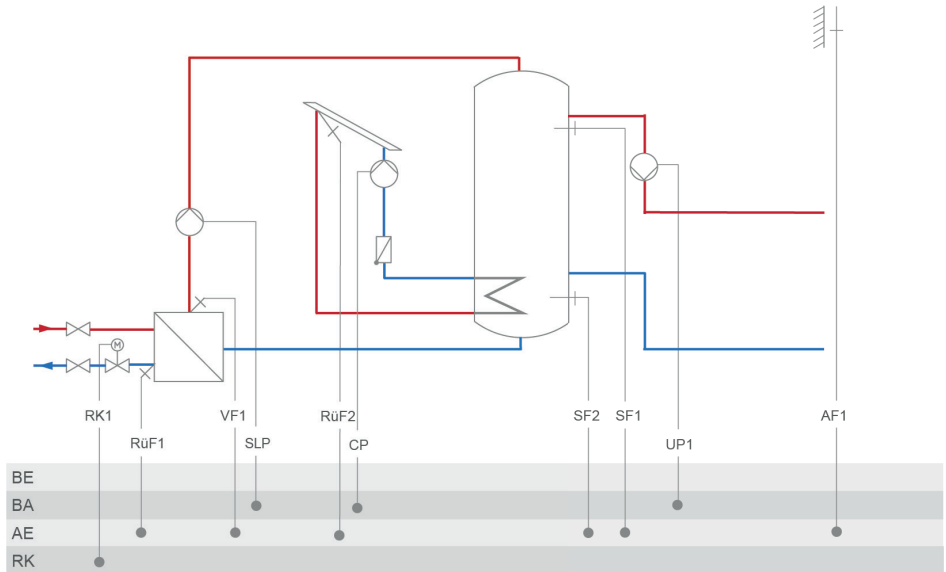 M
RK1
VF1
RüF2
SF2
SF1
AF1
RüF1
SLP
CP
UP1
BE
BA
AE
RK